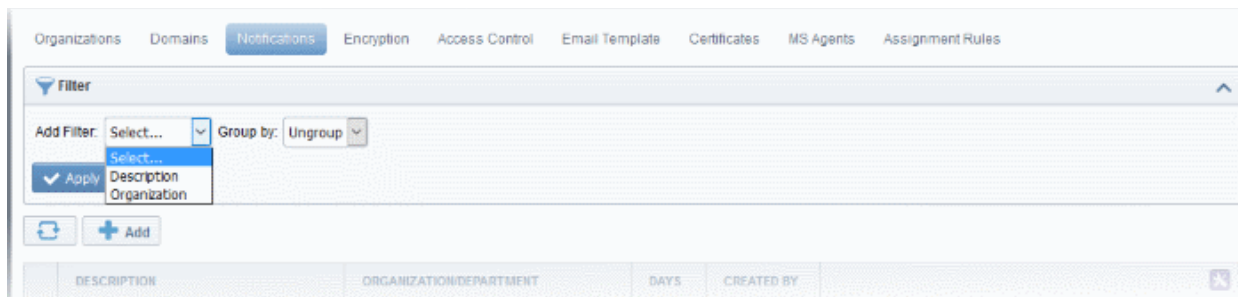 Organizations Domains Notifications Encryption Access Control Email Template Certificates MS Agents Assignment Rules
Filter
Add Filter: Select... Group by: Ungroup
Select...
Apply Description
Organization
Add
DESCRIPTION ORGANIZATION/DEPARTMENT DAYS CREATED BY